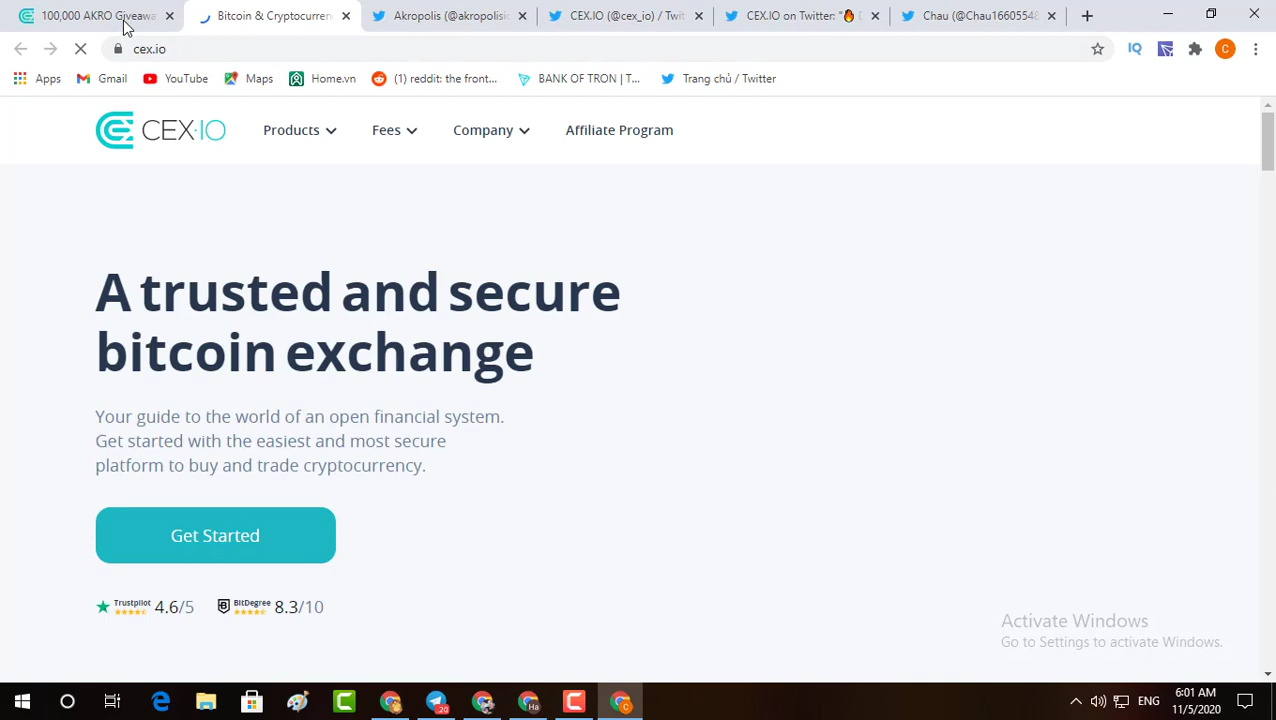 100,000 AKRO Giveaw
Bitcoin & Cryptocurren
Akropolis (@akropolisio
CEX.IO (@cex_io) / Twit
CEX.IO on Twitter: "🔥
Chau (@Chau16605548
cex.io
Apps
Gmail
YouTube
Maps
Home.vn
(1) reddit: the front...
BANK OF TRON | T...
Trang chủ / Twitter
CEX·IO
Products
Fees
Company
Affiliate Program
A trusted and secure
bitcoin exchange
Your guide to the world of an open financial system.
Get started with the easiest and most secure
platform to buy and trade cryptocurrency.
Get Started
Trustpilot 4.6/5
BitDegree 8.3/10
Activate Windows
Go to Settings to activate Windows.
20
Ha
C
ENG
6:01 AM
11/5/2020